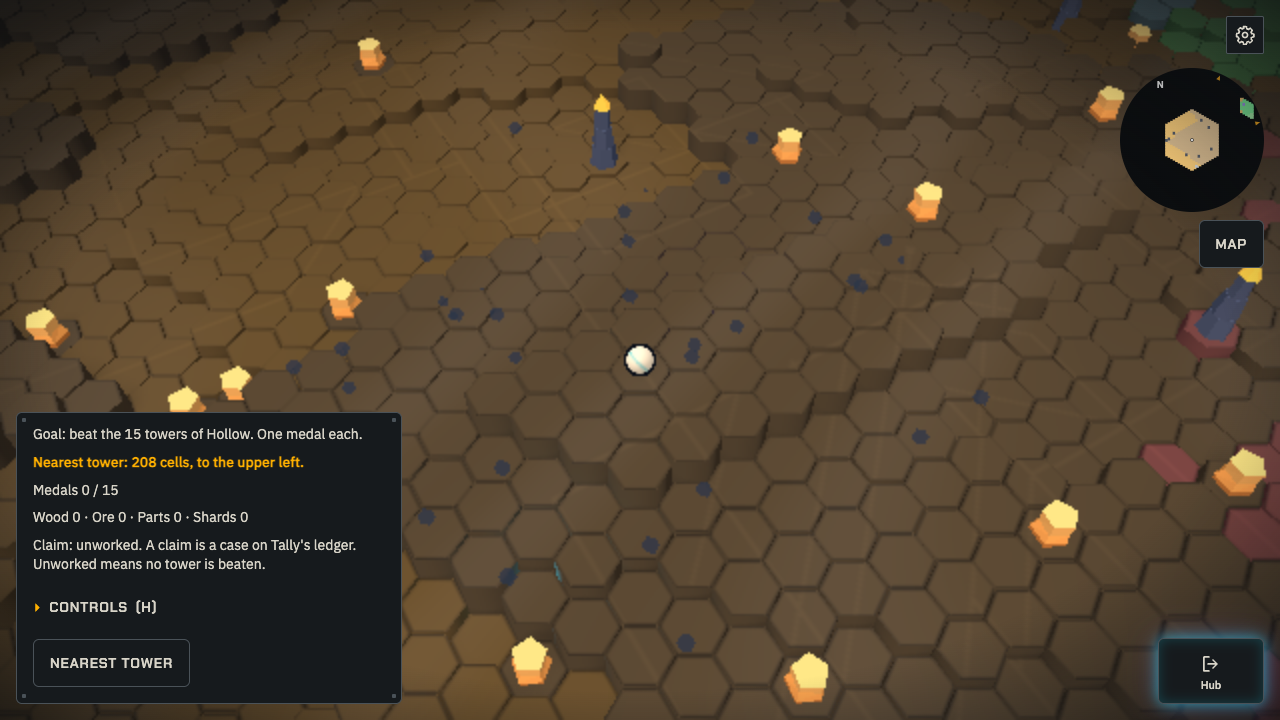 N
MAP
Goal: beat the 15 towers of Hollow. One medal each.
Nearest tower: 208 cells, to the upper left.
Medals 0 / 15
Wood 0 · Ore 0 · Parts 0 · Shards 0
Claim: unworked. A claim is a case on Tally's ledger.
Unworked means no tower is beaten.
CONTROLS (H)
NEAREST TOWER
Hub